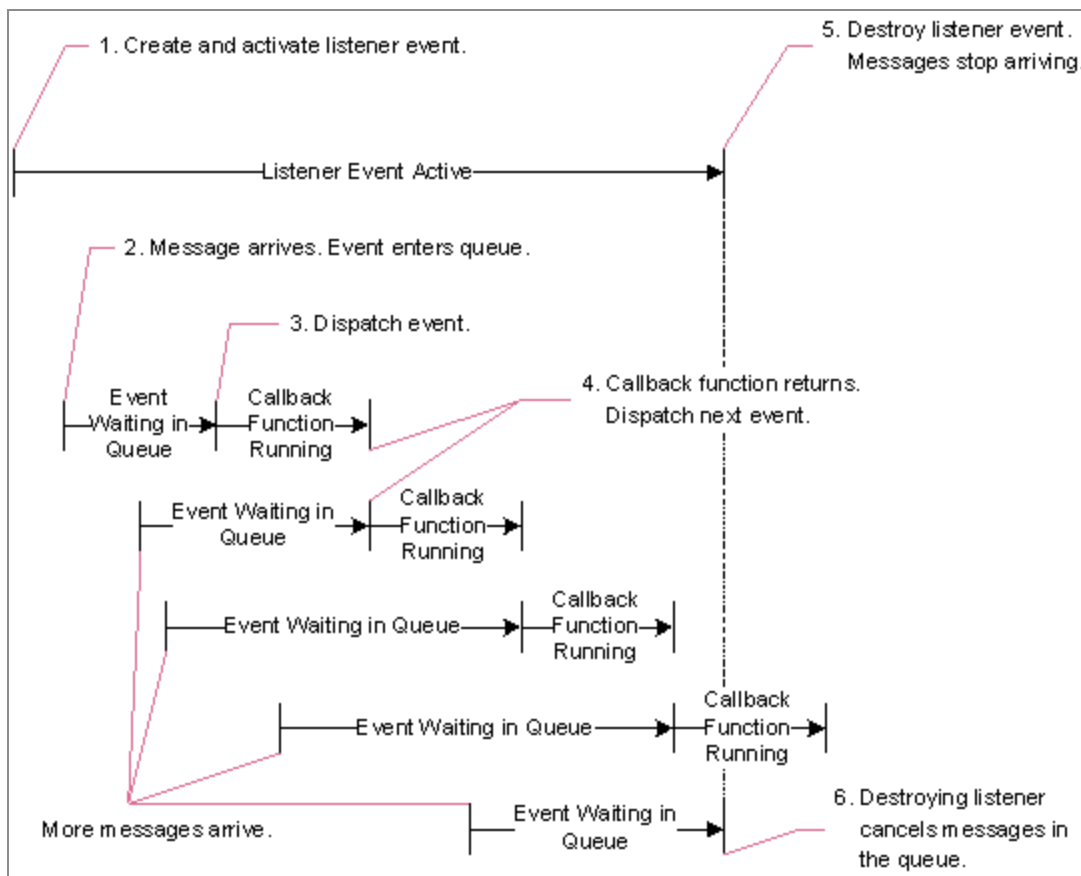 1. Create and activate listener event.
5. Destroy listener event.
Messages stop arriving.
Listener Event Active
2. Message arrives. Event enters queue.
3. Dispatch event.
Event
Waiting in
Queue
Callback
Function
Running
4. Callback function returns.
Dispatch next event.
Event Waiting in
Queue
Callback
Function
Running
Event Waiting in Queue
Callback
Function
Running
Event Waiting in Queue
Callback
Function
Running
More messages arrive.
Event Waiting in
Queue
6. Destroying listener
cancels messages in
the queue.